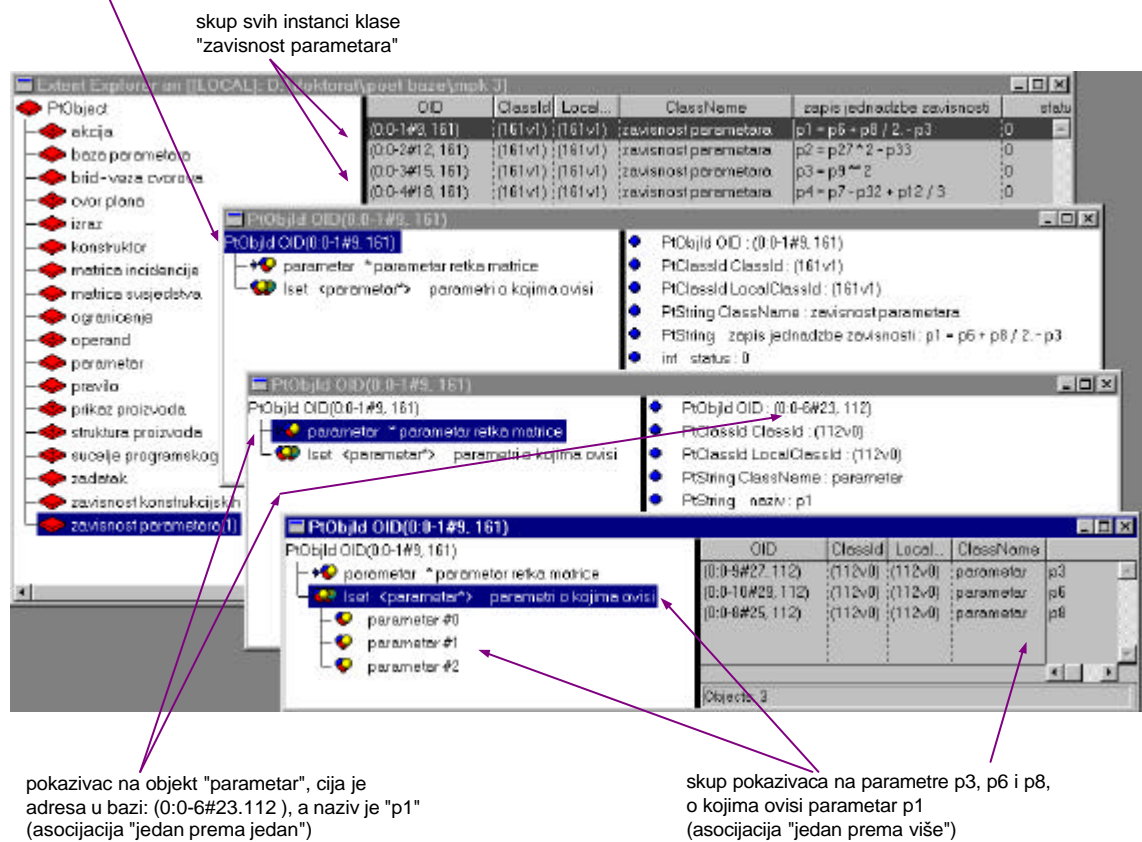 skup svih instanci klase
"zavisnost parametara"
Extent Explorer on [[LOCAL]: D:\doktorat\poet baze\mpk 3]
PtObject
akcija
baza parametara
brid-veza cvorova
cvor plana
izraz
konstruktor
matrica incidencije
matrica susjedstva
ogranicenje
operand
parametar
pravilo
prikaz proizvoda
struktura proizvoda
sucelje programskog
zadatak
zavisnost konstrukcijskih
zavisnost parametara(1)
OID ClassId Local... ClassName zapis jednadzbe zavisnosti statu
(0:0-1#9, 161) (161v1) (161v1) zavisnost parametara p1 = p6 + p8 / 2.- p3 0
(0:0-2#12, 161) (161v1) (161v1) zavisnost parametara p2 = p27 ^ 2 - p33 0
(0:0-3#15, 161) (161v1) (161v1) zavisnost parametara 0
(0:0-4#18, 161) (161v1) (161v1) zavisnost parametara p4 = p7 - p32 + p12 / 3 0
PtObjId OID(0:0-1#9, 161)
PtObjId OID(0:0-1#9, 161)
parametar * parametar retka matrice
lset <parametar*> parametri o kojima ovisi
PtObjId OID : (0:0-1#9, 161)
PtClassId ClassId : (161v1)
PtClassId LocalClassId : (161v1)
PtString ClassName : zavisnost parametara
PtString zapis jednadzbe zavisnosti : p1 = p6 + p8 / 2.- p3
int status : 0
PtObjId OID(0:0-1#9, 161)
PtObjId OID(0:0-1#9, 161)
parametar * parametar retka matrice
lset <parametar*> parametri o kojima ovisi
PtObjId OID : (0:0-6#23, 112)
PtClassId ClassId : (112v0)
PtClassId LocalClassId : (112v0)
PtString ClassName : parametar
PtString naziv : p1
PtObjId OID(0:0-1#9, 161)
PtObjId OID(0:0-1#9, 161)
parametar * parametar retka matrice
lset <parametar*> parametri o kojima ovisi
parametar #0
parametar #1
parametar #2
OID ClassId Local... ClassName
(0:0-9#27, 112) (112v0) (112v0) parametar p3
(0:0-10#29, 112) (112v0) (112v0) parametar p6
(0:0-8#25, 112) (112v0) (112v0) parametar p8
Objects: 3
pokazivac na objekt "parametar", cija je
adresa u bazi: (0:0-6#23.112 ), a naziv je "p1"
(asocijacija "jedan prema jedan")
skup pokazivaca na parametre p3, p6 i p8,
o kojima ovisi parametar p1
(asocijacija "jedan prema više")